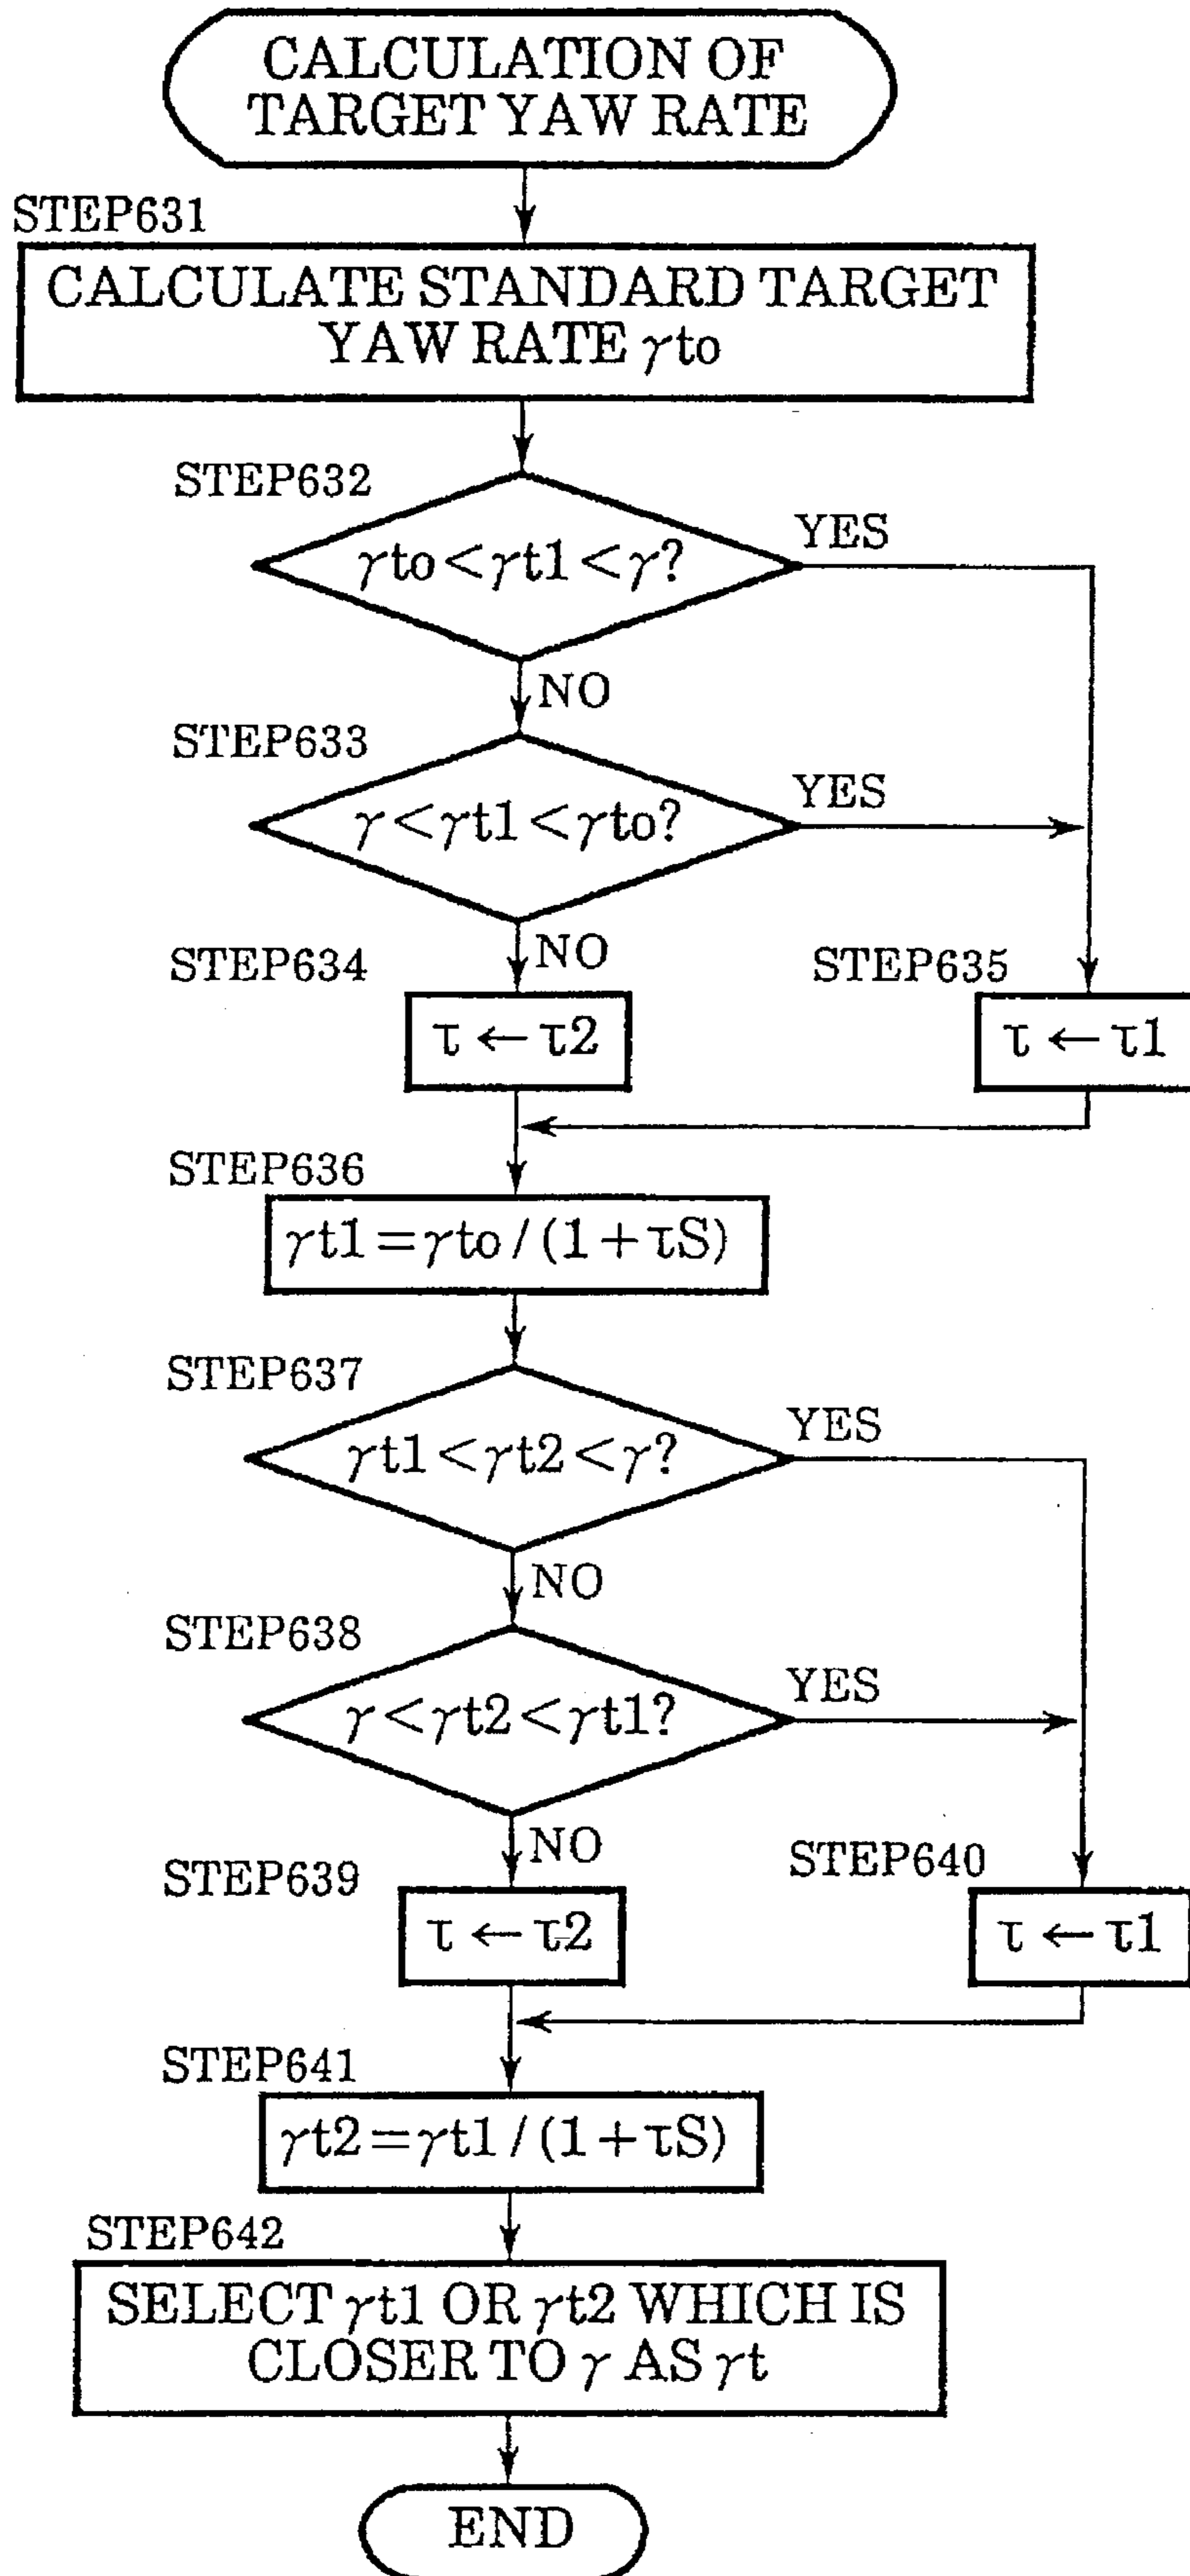 CALCULATION OF
TARGET YAW RATE
STEP631
CALCULATE STANDARD TARGET
YAW RATE γto
STEP632
γto<γt1<γ?
YES
NO
STEP633
γ<γt1<γto?
YES
NO
STEP634
τ ← τ2
STEP635
τ ← τ1
STEP636
γt1=γto/(1+τS)
STEP637
γt1<γt2<γ?
YES
NO
STEP638
γ<γt2<γt1?
YES
NO
STEP639
τ ← τ2
STEP640
τ ← τ1
STEP641
γt2=γt1/(1+τS)
STEP642
SELECT γt1 OR γt2 WHICH IS
CLOSER TO γ AS γt
END